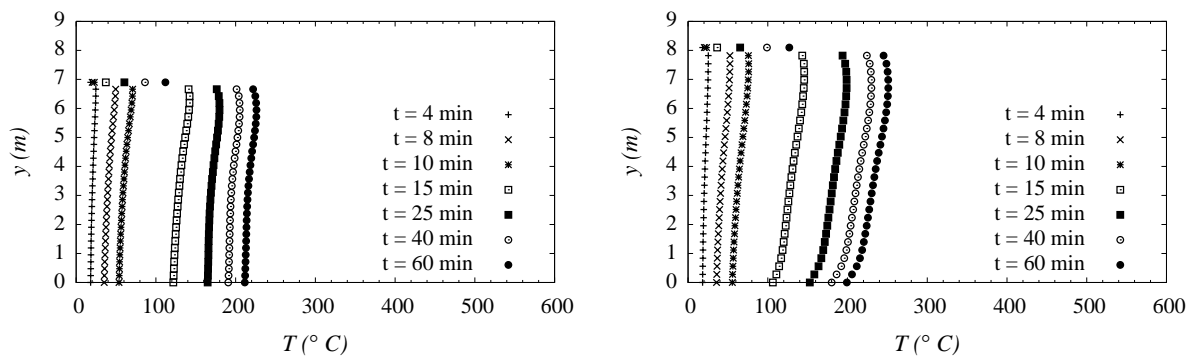 9
8
7
6
5
4
3
2
1
0
y (m)
0 100 200 300 400 500 600
T (° C)
t = 4 min
t = 8 min
t = 10 min
t = 15 min
t = 25 min
t = 40 min
t = 60 min
9
8
7
6
5
4
3
2
1
0
y (m)
0 100 200 300 400 500 600
T (° C)
t = 4 min
t = 8 min
t = 10 min
t = 15 min
t = 25 min
t = 40 min
t = 60 min